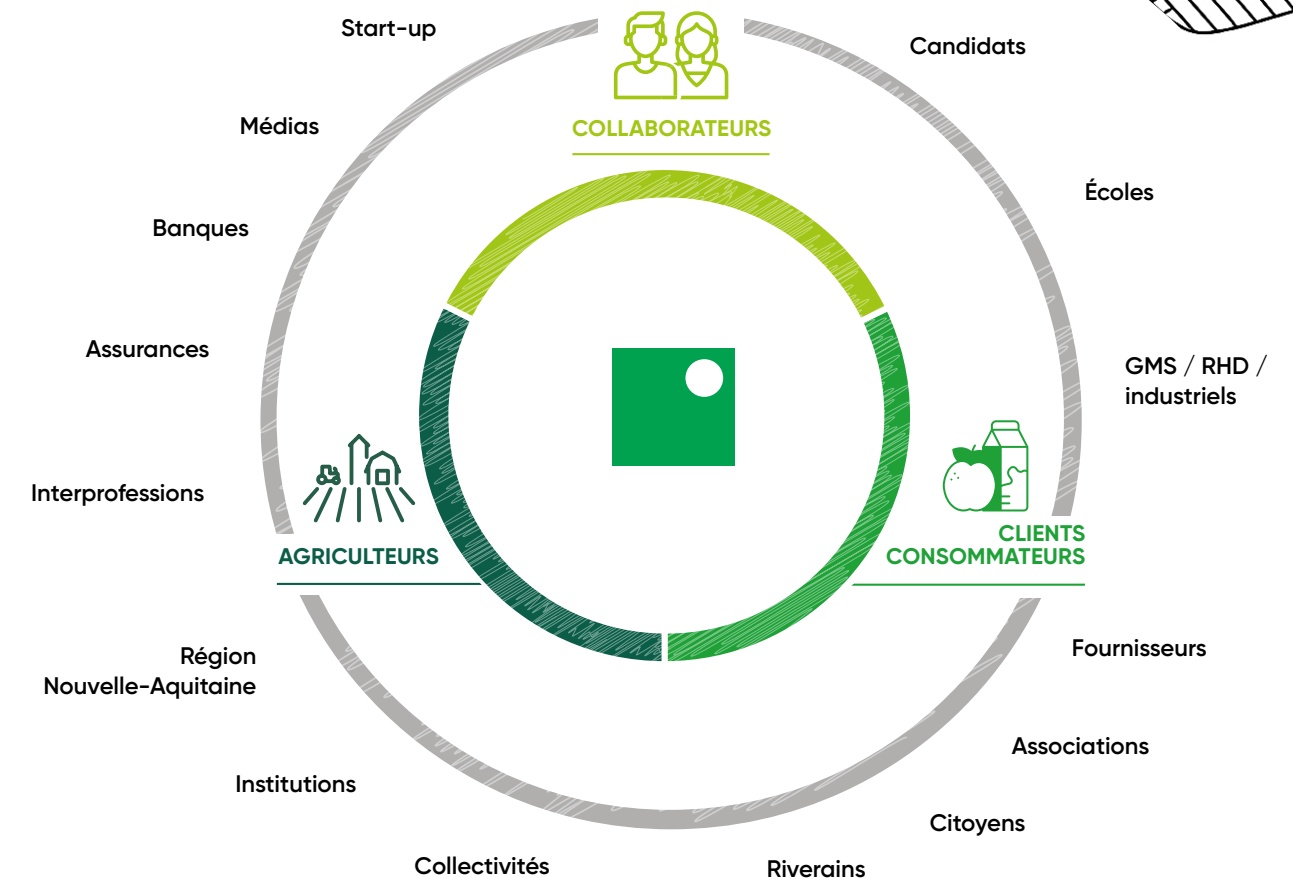 Start-up
Candidats
Médias
COLLABORATEURS
Écoles
Banques
Assurances
GMS / RHD /
industriels
Interprofessions
AGRICULTEURS
CLIENTS
CONSOMMATEURS
Région
Nouvelle-Aquitaine
Fournisseurs
Associations
Institutions
Citoyens
Collectivités
Riverains